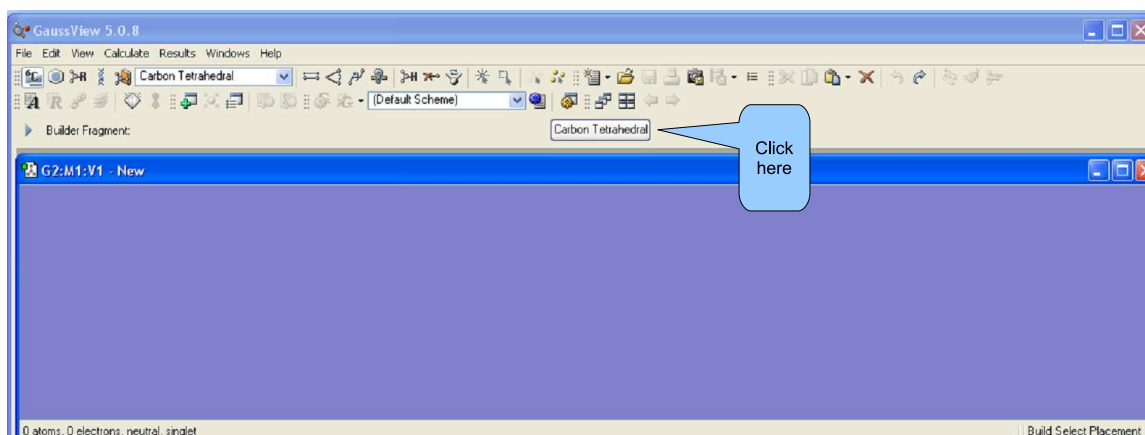 GaussView 5.0.8
File Edit View Calculate Results Windows Help
Carbon Tetrahedral
(Default Scheme)
Builder Fragment:
Carbon Tetrahedral
Click
here
G2:M1:V1 - New
0 atoms, 0 electrons, neutral, singlet
Build Select Placement